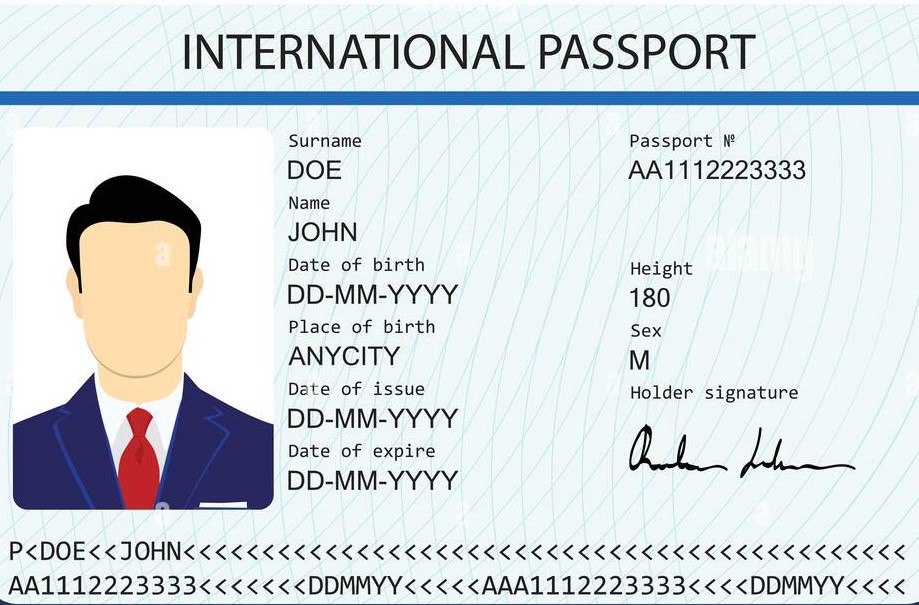 INTERNATIONAL PASSPORT
Surname
DOE
Name
JOHN
Date of birth
DD-MM-YYYY
Place of birth
ANYCITY
Date of issue
DD-MM-YYYY
Date of expire
DD-MM-YYYY
Passport №
AA1112223333
Height
180
Sex
M
Holder signature
P<DOE<<JOHN<<<<<<<<<<<<<<<<<<<<<<<<<<<<<<<<<<<<<
AA1112223333<<<<<<<DDMMYY<<<<<AAA1112223333<<<<DDMMYY<<<<
alamy
a